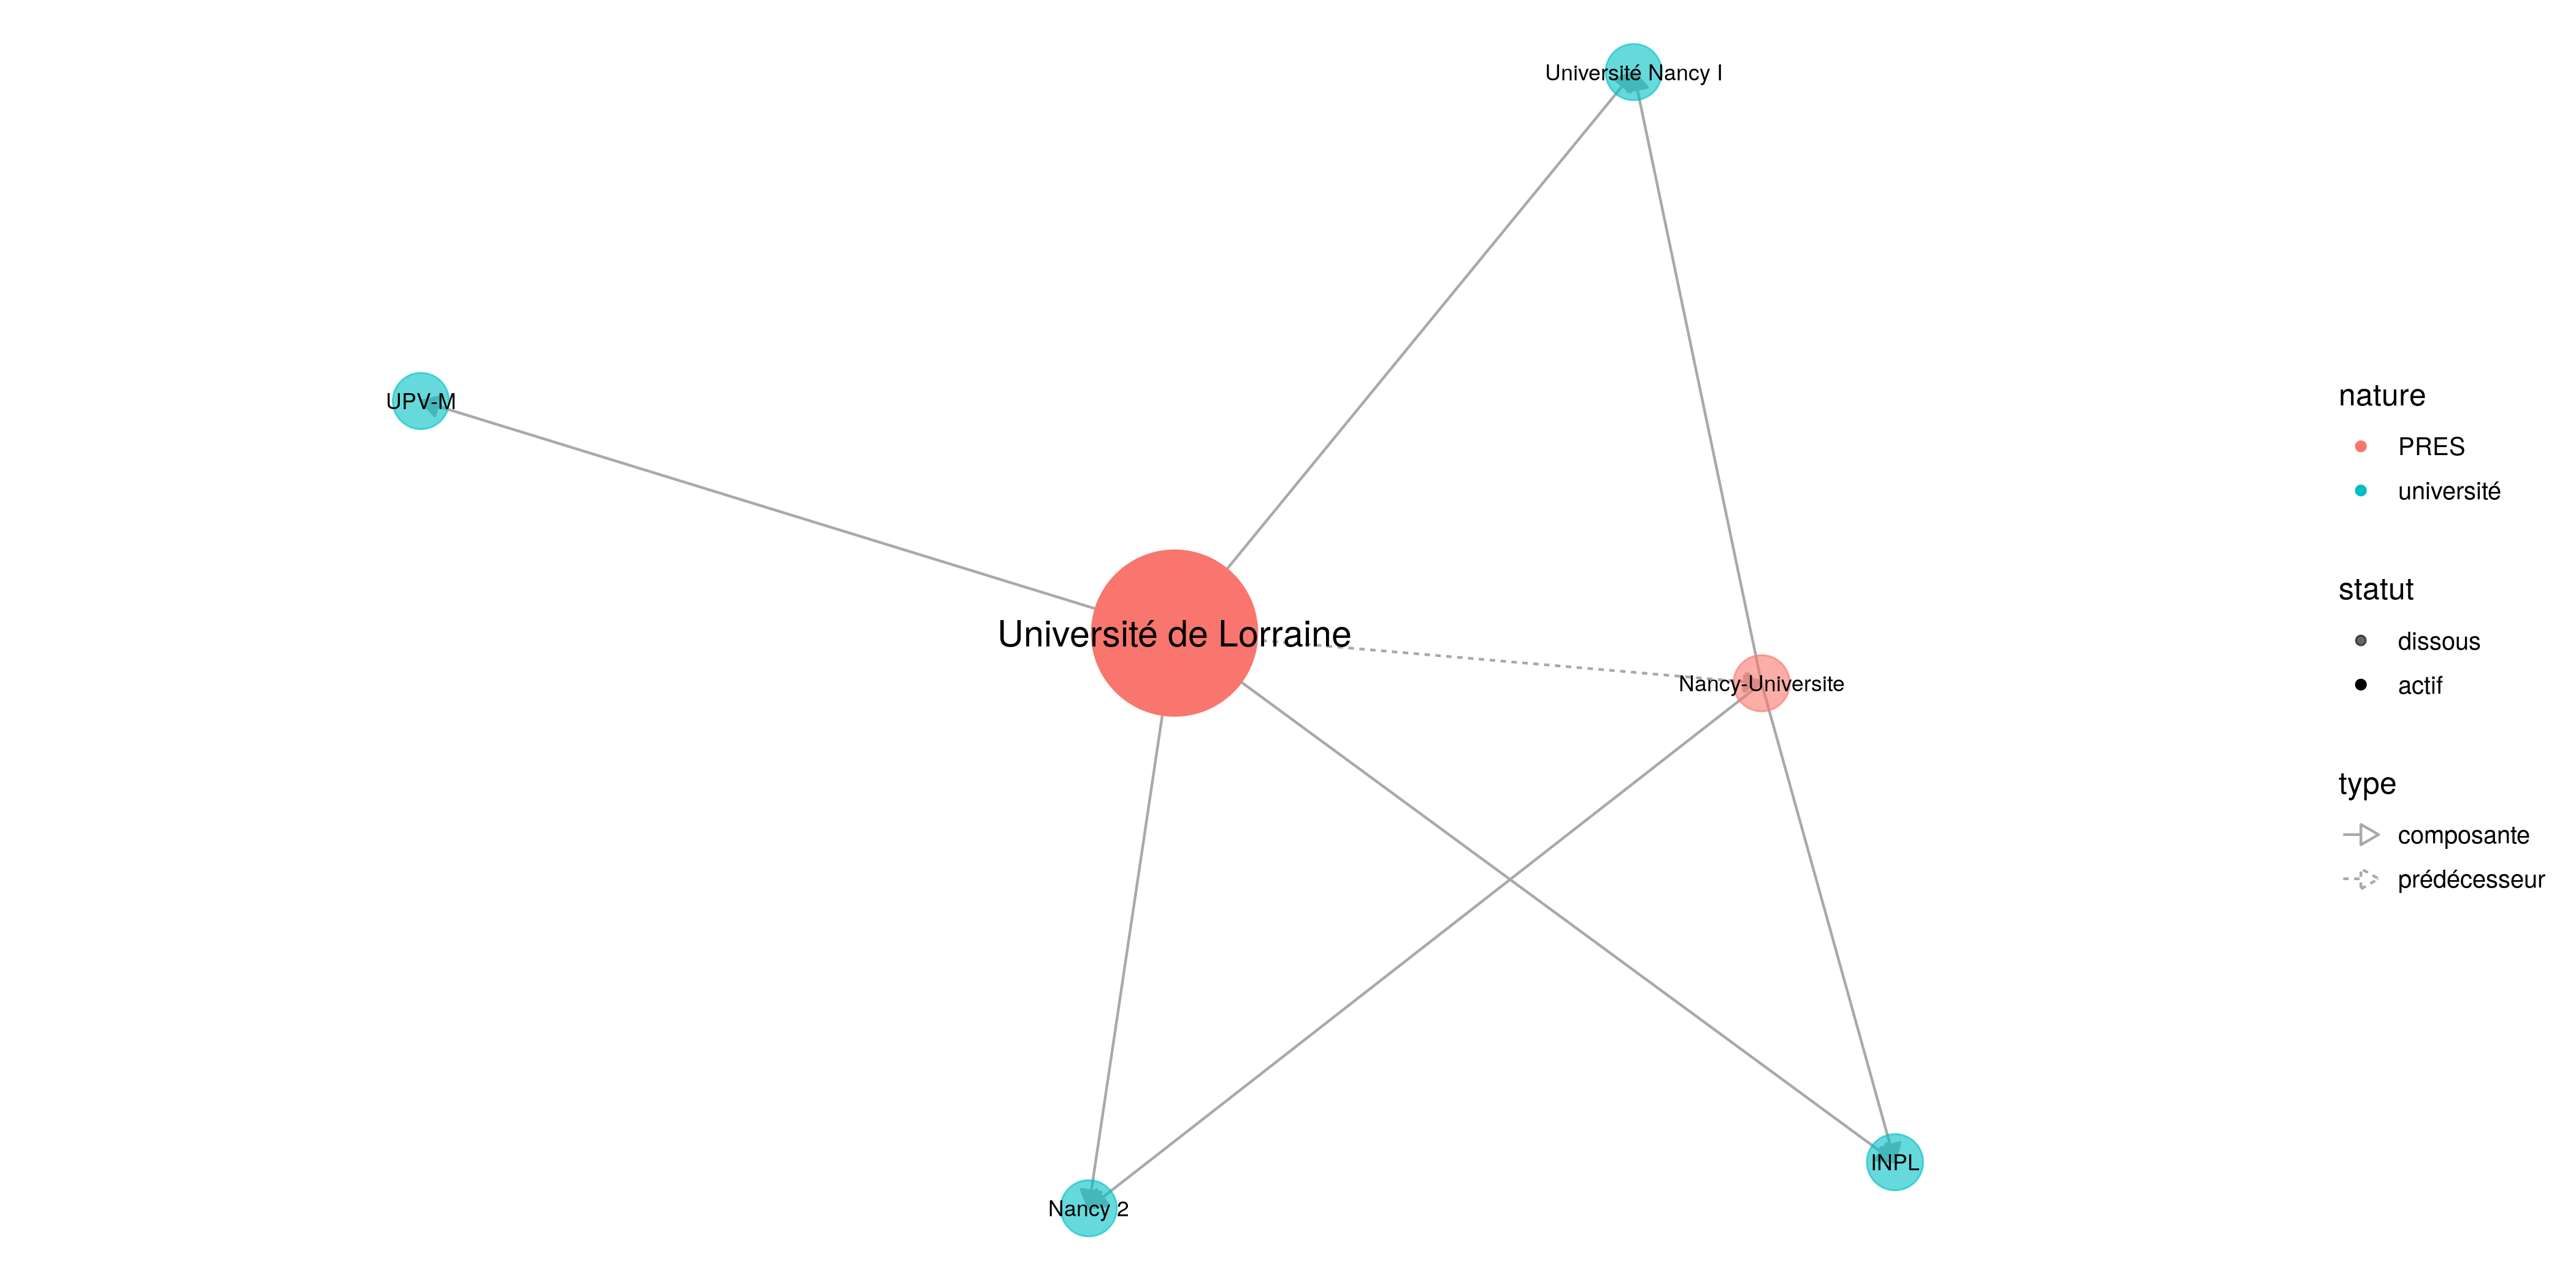 Université Nancy I
UPV-M
Université de Lorraine
Nancy-Universite
INPL
Nancy 2
nature
PRES
université
statut
dissous
actif
type
composante
prédécesseur